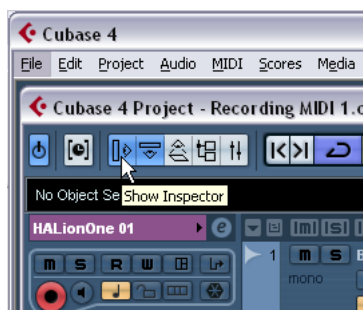 Cubase 4
File Edit Project Audio MIDI Scores Media
Cubase 4 Project - Recording MIDI 1.c
No Object Se
Show Inspector
HALionOne 01 e m s
M S R W
1 m S
mono